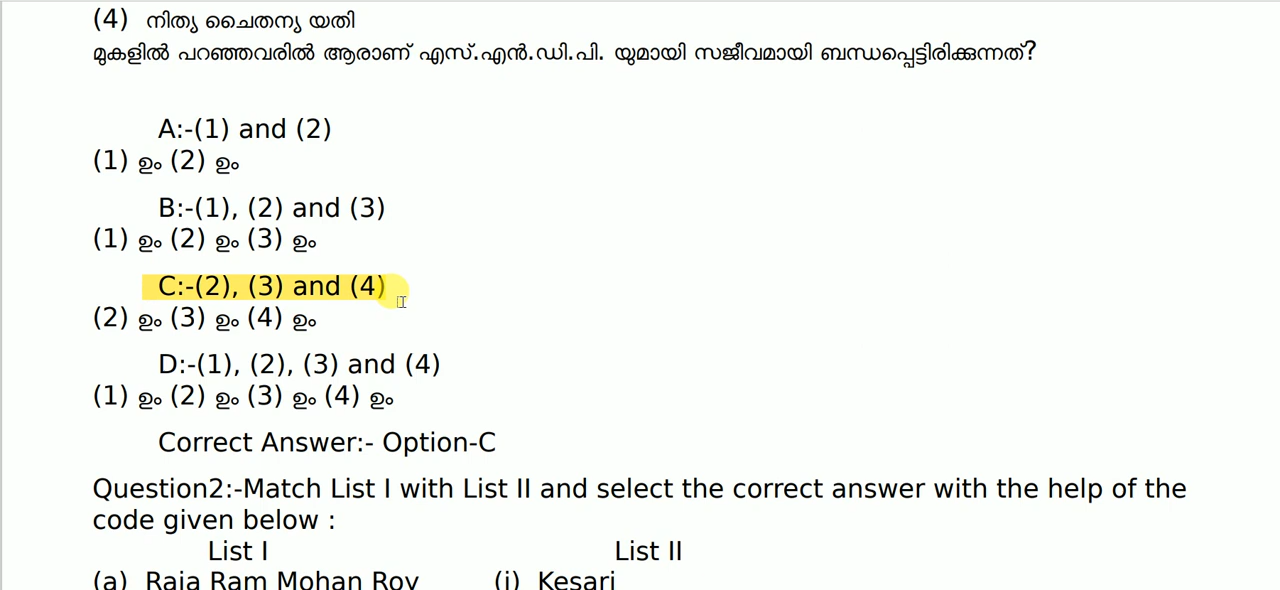 (4) നിത്യ ചൈതന്യ യതി
മുകളിൽ പറഞ്ഞവരിൽ ആരാണ് എസ്.എൻ.ഡി.പി. യുമായി സജീവമായി ബന്ധപ്പെട്ടിരിക്കുന്നത്?
A:-(1) and (2)
(1) ഉം (2) ഉം
B:-(1), (2) and (3)
(1) ഉം (2) ഉം (3) ഉം
C:-(2), (3) and (4)
(2) ഉം (3) ഉം (4) ഉം
D:-(1), (2), (3) and (4)
(1) ഉം (2) ഉം (3) ഉം (4) ഉം
Correct Answer:- Option-C
Question2:-Match List I with List II and select the correct answer with the help of the
code given below :
List I List II
(a) Raja Ram Mohan Roy (i) Kesari